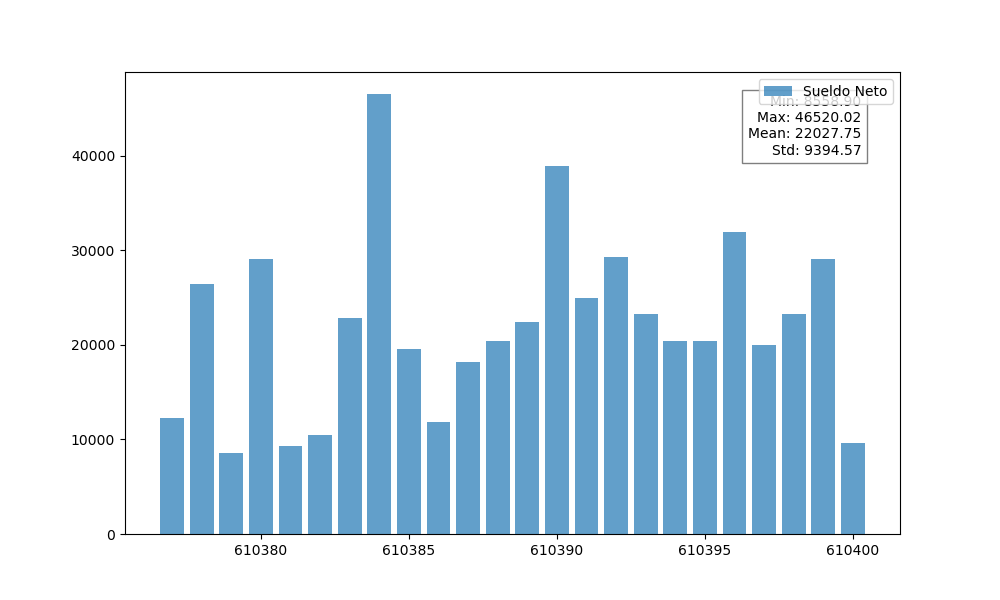 Sueldo Neto
Min: 8558.90
Max: 46520.02
Mean: 22027.75
Std: 9394.57
40000
30000
20000
10000
0
610380 610385 610390 610395 610400